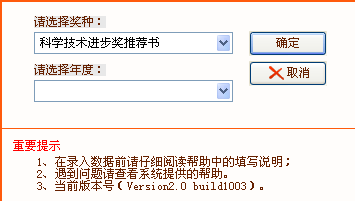 请选择奖种：
科学技术进步奖推荐书
确定
请选择年度：
取消
重要提示
1、在录入数据前请仔细阅读帮助中的填写说明；
2、遇到问题请查看系统提供的帮助。
3、当前版本号（Version2.0 build1003）。